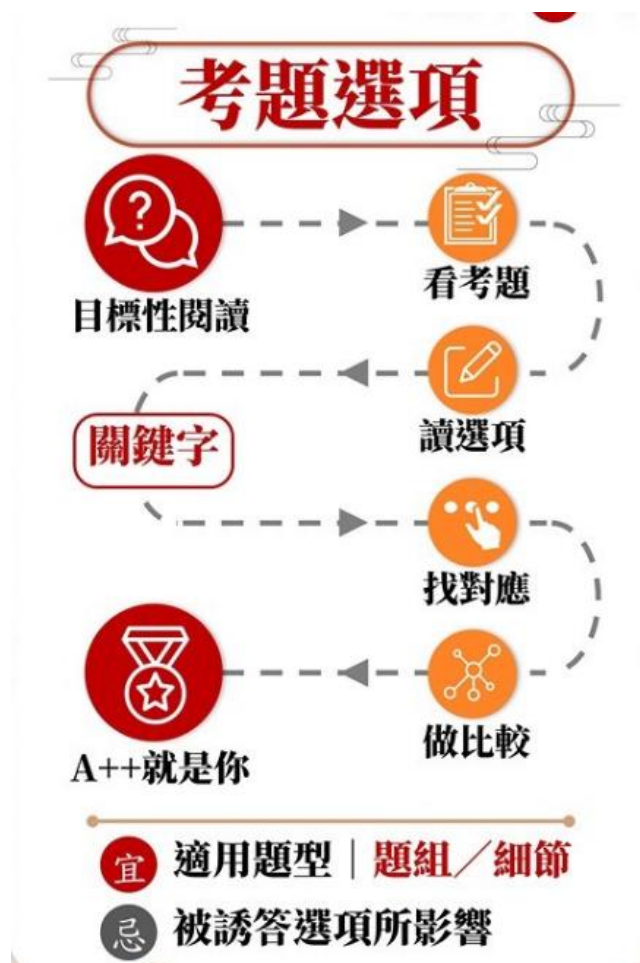 考題選項
目標性閱讀
看考題
讀選項
關鍵字
找對應
做比較
A++就是你
宜 適用題型｜題組／細節
忌 被誘答選項所影響